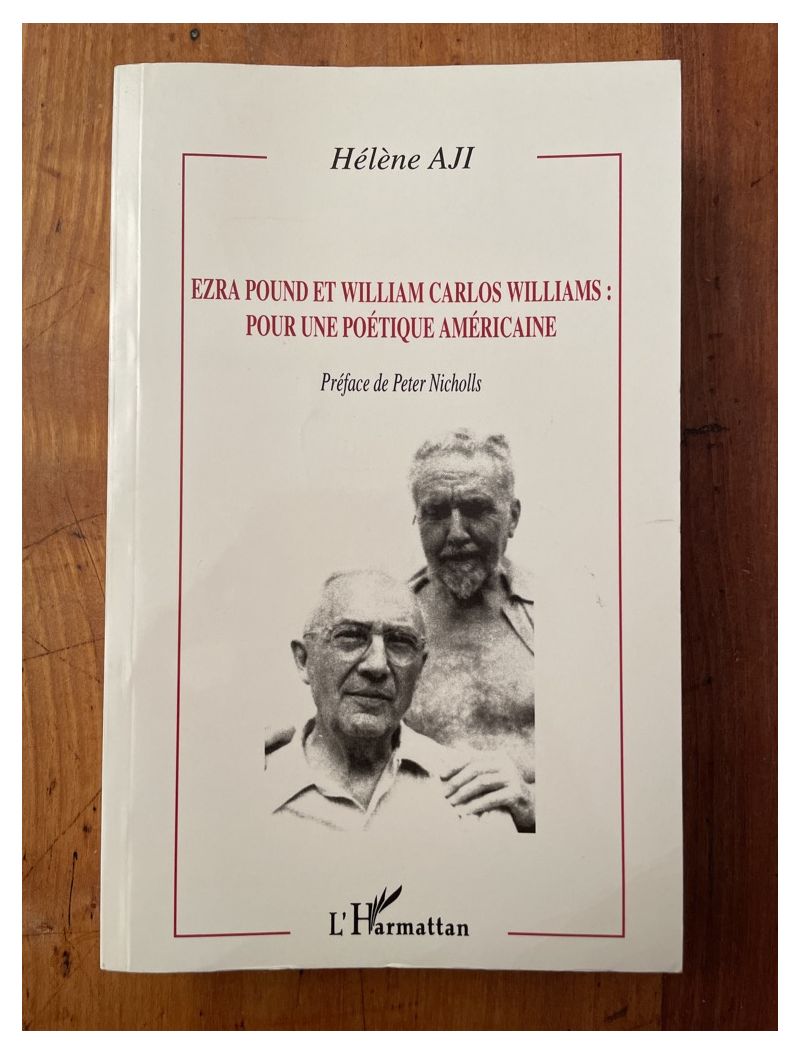 Hélène AJI
EZRA POUND ET WILLIAM CARLOS WILLIAMS :
POUR UNE POÉTIQUE AMÉRICAINE
Préface de Peter Nicholls
L'Harmattan